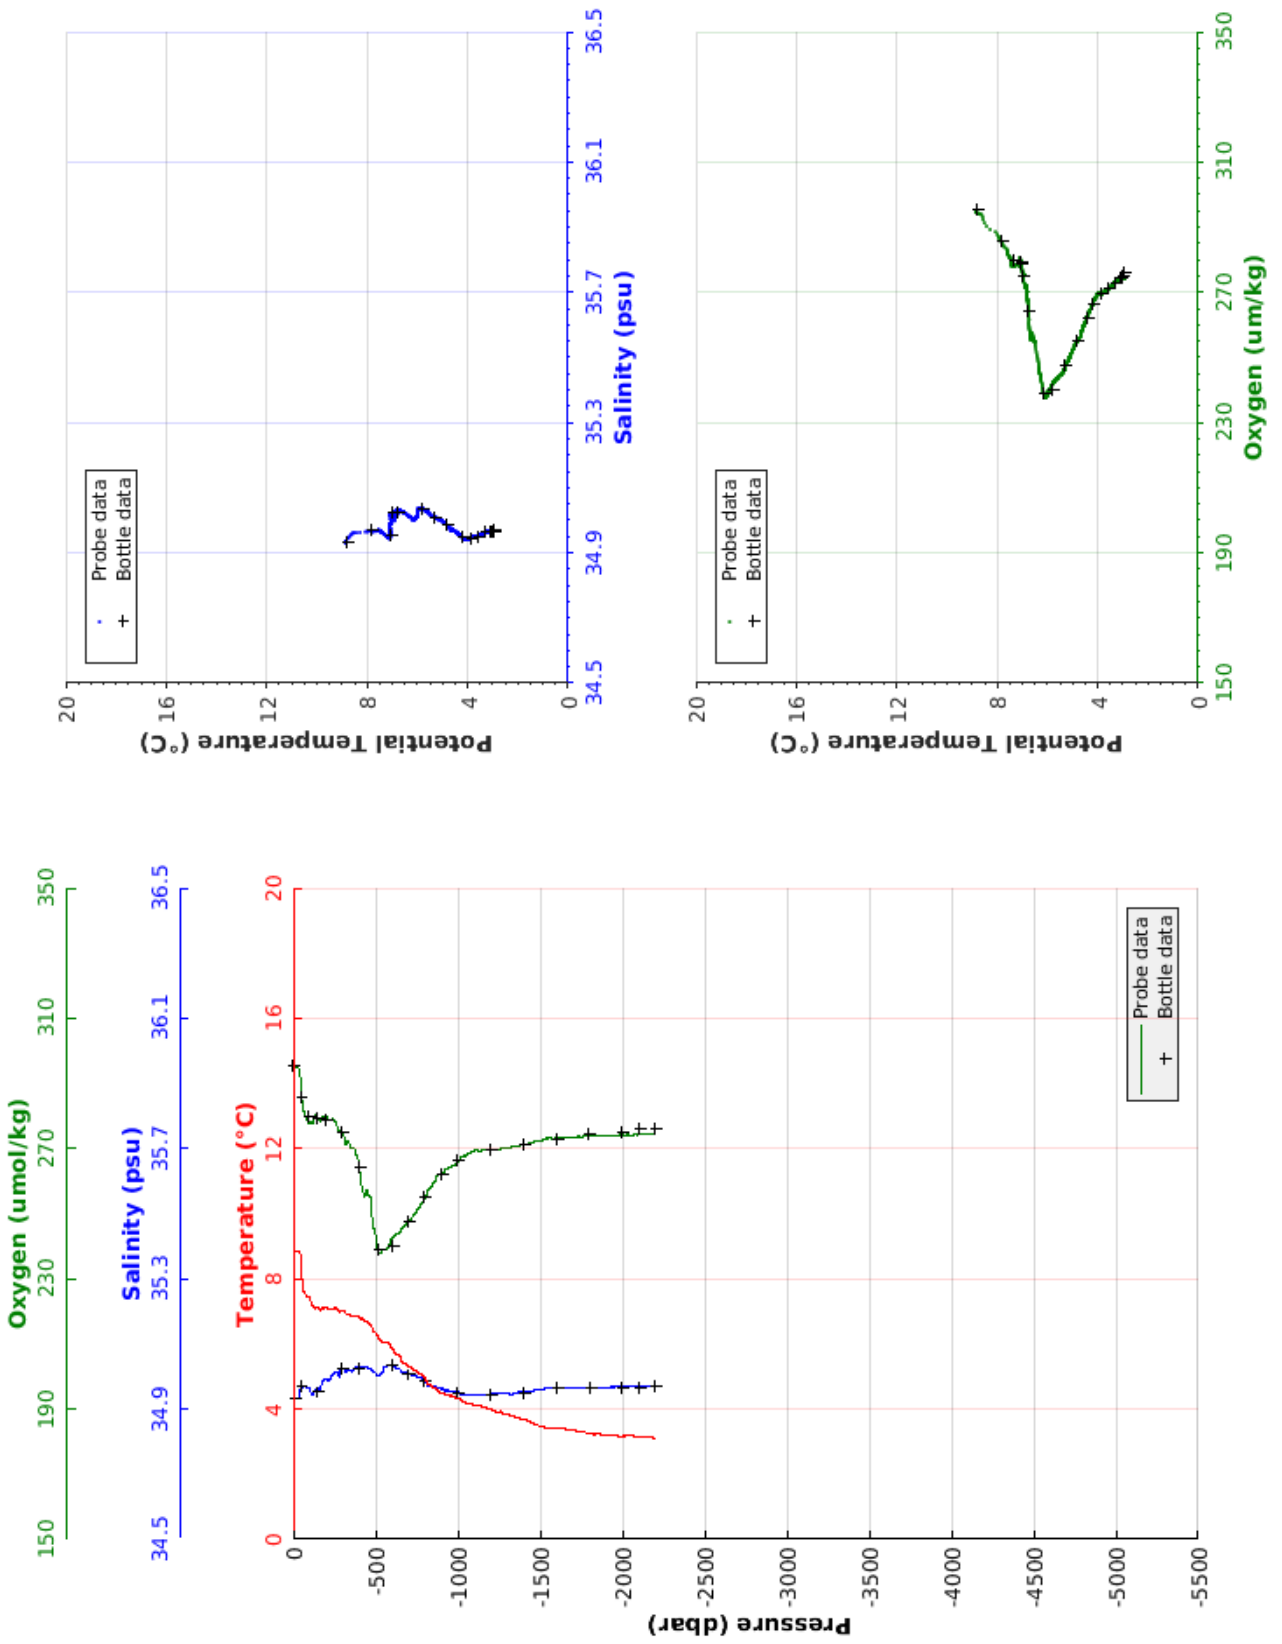 Oxygen (umol/kg)
150 190 230 270 310 350
Salinity (psu)
34.5 34.9 35.3 35.7 36.1 36.5
Temperature (°C)
0 4 8 12 16 20
Pressure (dbar)
0
-500
-1000
-1500
-2000
-2500
-3000
-3500
-4000
-4500
-5000
-5500
Probe data
Bottle data
Potential Temperature (°C)
20
16
12
8
4
0
Probe data
Bottle data
34.5 34.9 35.3 35.7 36.1 36.5
Salinity (psu)
Potential Temperature (°C)
20
16
12
8
4
0
Probe data
Bottle data
150 190 230 270 310 350
Oxygen (um/kg)